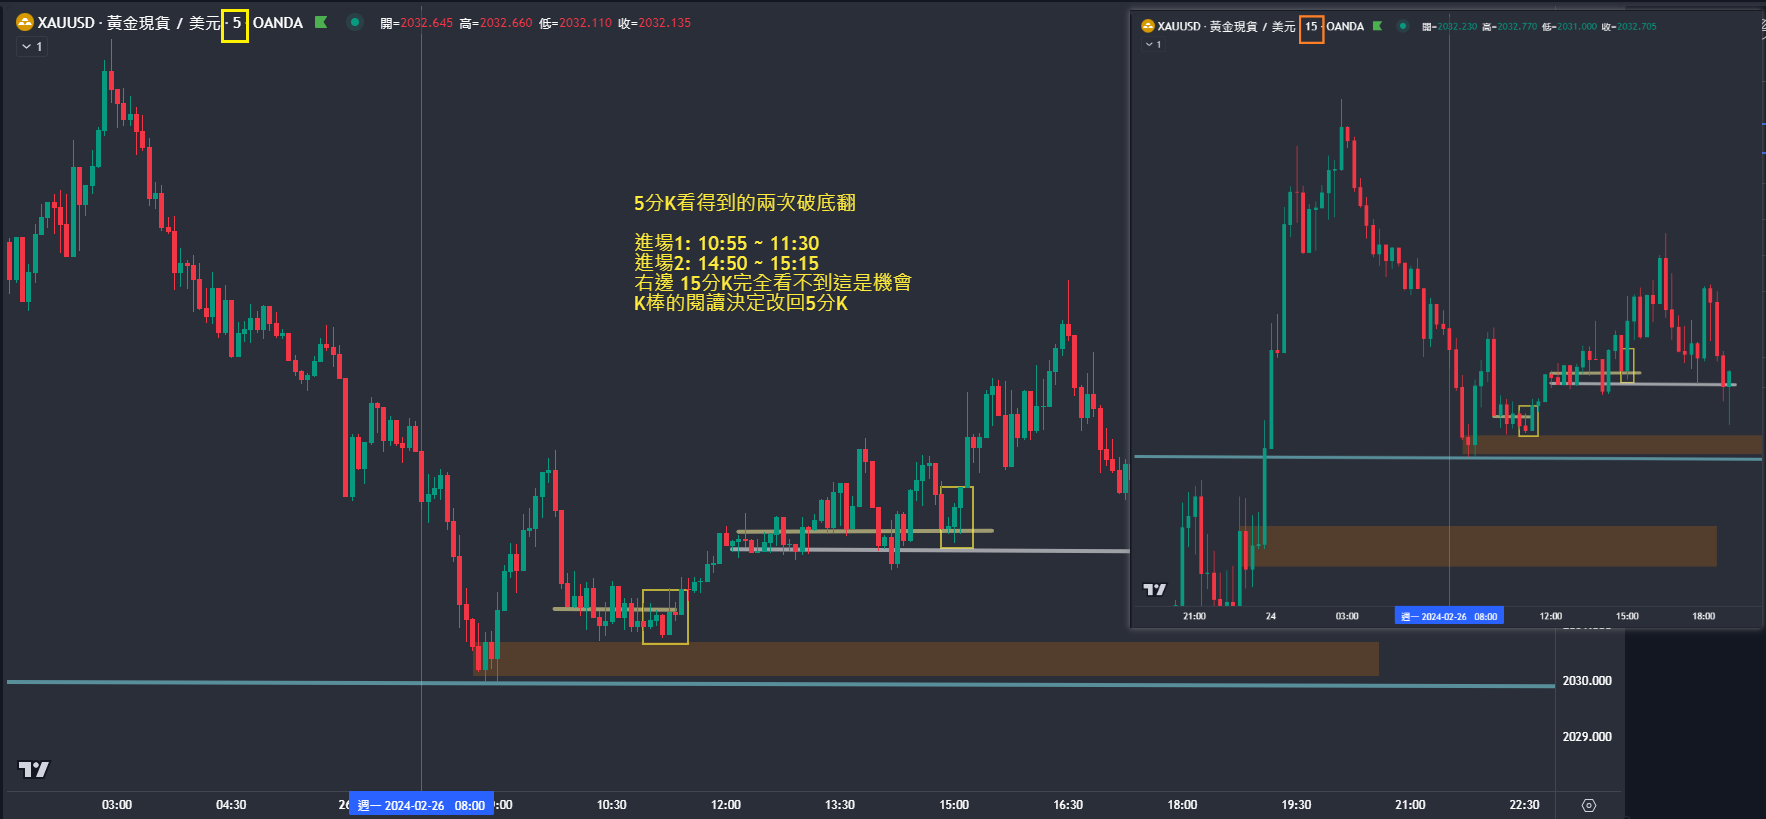 XAUUSD · 黃金現貨 / 美元 · 5 · OANDA 開=2032.645 高=2032.660 低=2032.110 收=2032.135
1
5分K看得到的兩次破底翻
進場1: 10:55 ~ 11:30
進場2: 14:50 ~ 15:15
右邊 15分K完全看不到這是機會
K棒的閱讀決定改回5分K
XAUUSD · 黃金現貨 / 美元 15 OANDA 開=2032.230 高=2032.770 低=2031.000 收=2032.705
1
21:00 24 03:00 週一 2024-02-26 08:00 12:00 15:00 18:00
2030.000
2029.000
03:00 04:30 26 週一 2024-02-26 08:00 :00 10:30 12:00 13:30 15:00 16:30 18:00 19:30 21:00 22:30